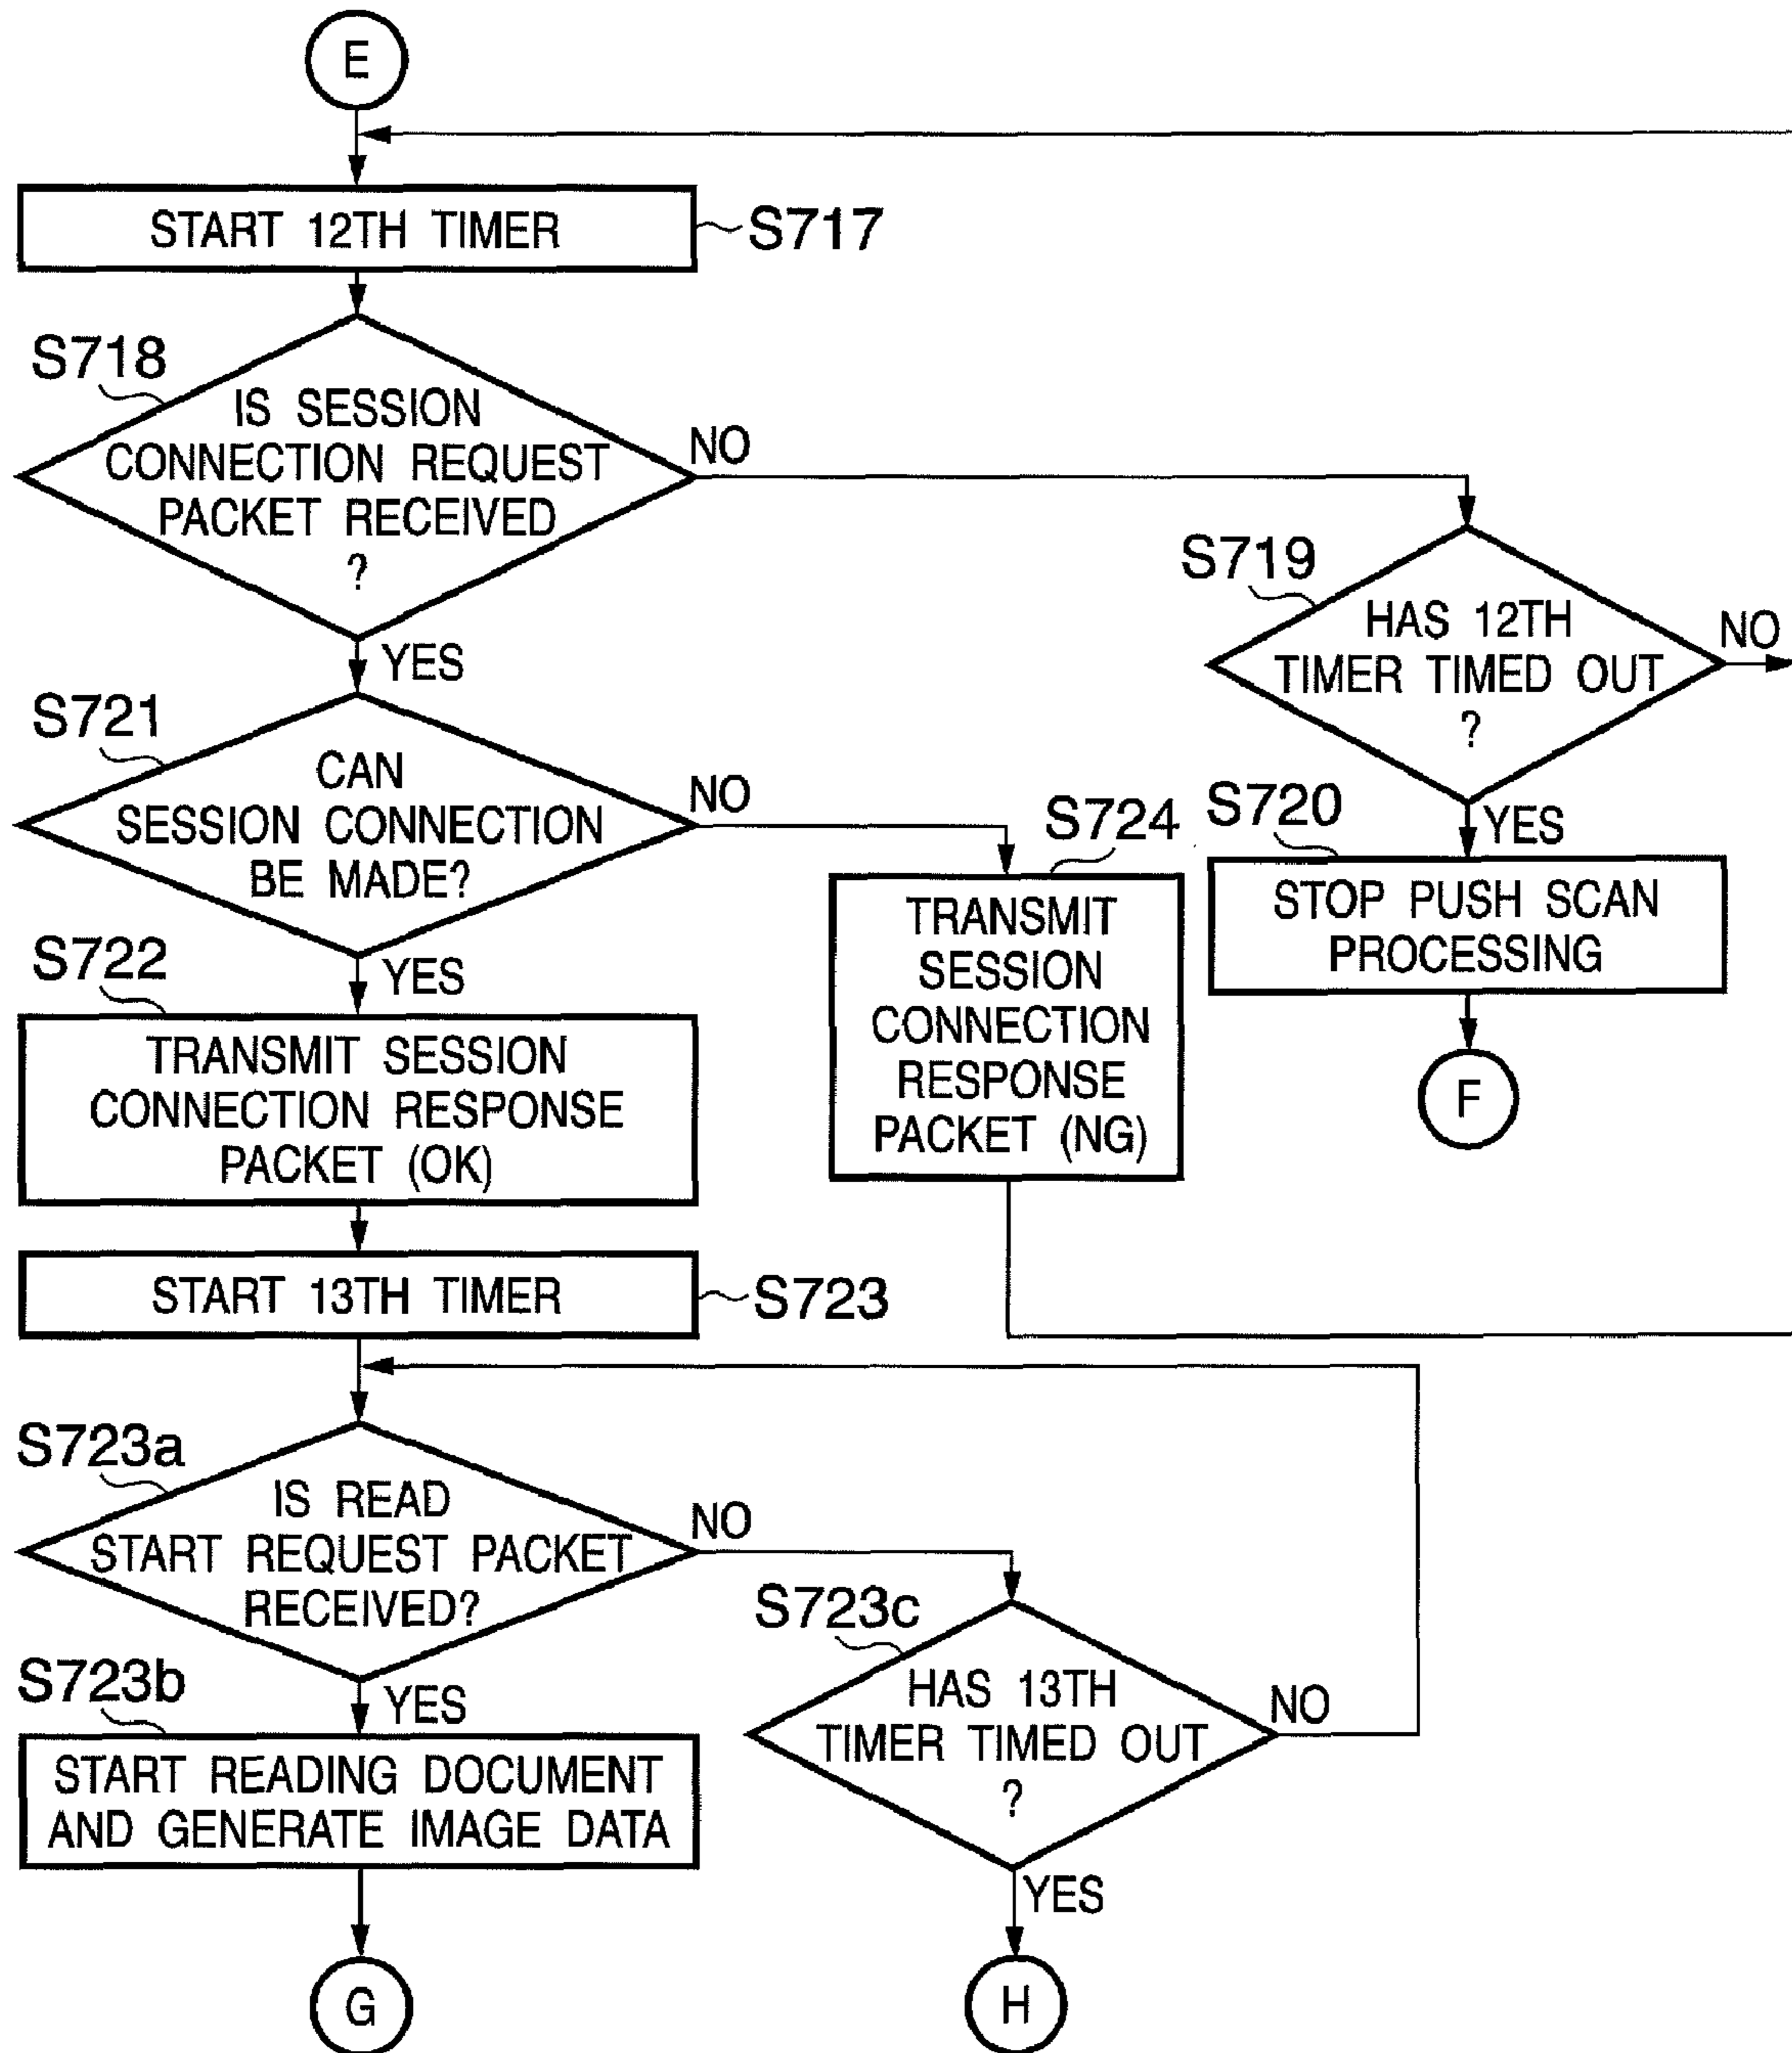 E
START 12TH TIMER
S717
S718
IS SESSION
CONNECTION REQUEST
PACKET RECEIVED
?
NO
YES
S719
HAS 12TH
TIMER TIMED OUT
?
NO
YES
S720
STOP PUSH SCAN
PROCESSING
F
S721
CAN
SESSION CONNECTION
BE MADE?
NO
YES
S724
TRANSMIT
SESSION
CONNECTION
RESPONSE
PACKET (NG)
S722
TRANSMIT SESSION
CONNECTION RESPONSE
PACKET (OK)
START 13TH TIMER
S723
S723a
IS READ
START REQUEST PACKET
RECEIVED?
NO
YES
S723c
HAS 13TH
TIMER TIMED OUT
?
NO
YES
S723b
START READING DOCUMENT
AND GENERATE IMAGE DATA
G
H